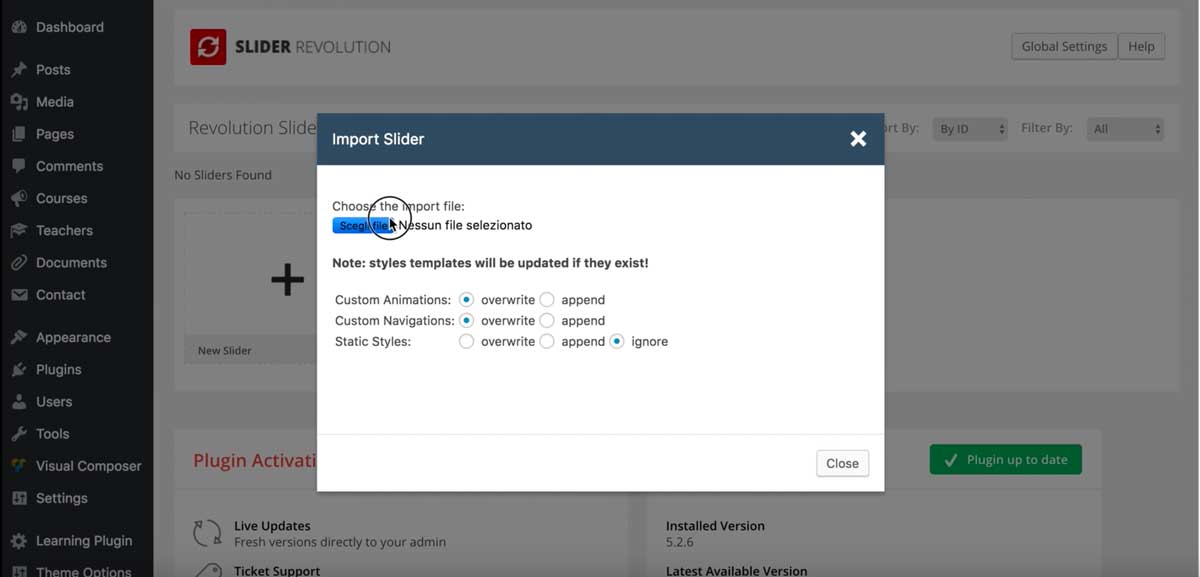 Dashboard
Posts
Media
Pages
Comments
Courses
Teachers
Documents
Contact
Appearance
Plugins
Users
Tools
Visual Composer
Settings
Learning Plugin
Theme Options
SLIDER REVOLUTION
Global Settings
Help
Revolution Slide
rt By:
By ID
Filter By:
All
No Sliders Found
New Slider
Import Slider
Choose the import file:
Scegli file Nessun file selezionato
Note: styles templates will be updated if they exist!
Custom Animations: overwrite append
Custom Navigations: overwrite append
Static Styles: overwrite append ignore
Close
Plugin Activati
Plugin up to date
Live Updates
Fresh versions directly to your admin
Ticket Support
Installed Version
5.2.6
Latest Available Version